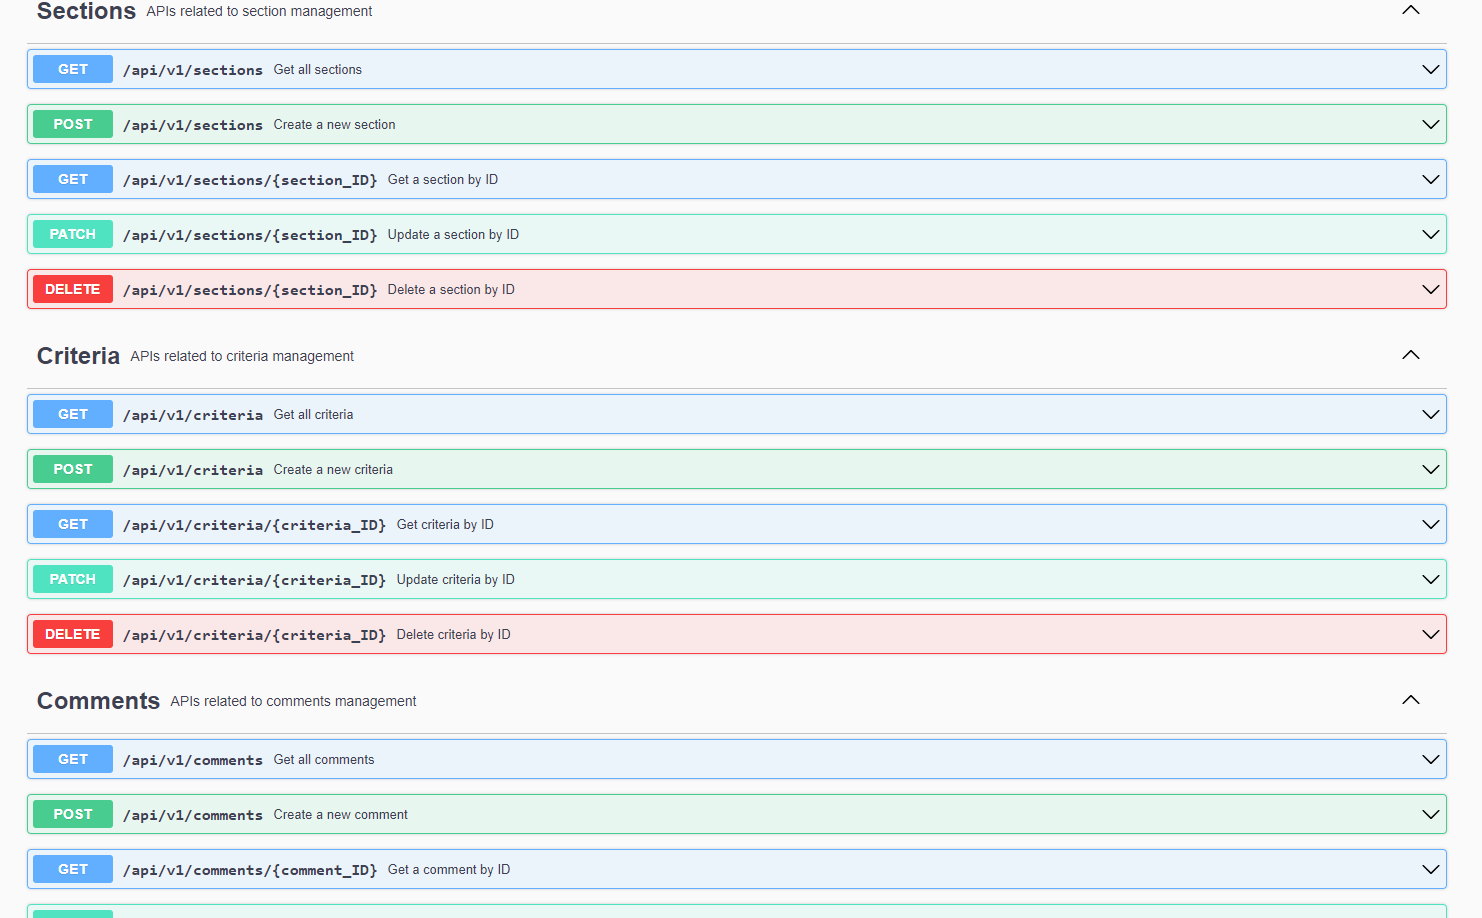 Sections APIs related to section management
GET /api/v1/sections Get all sections
POST /api/v1/sections Create a new section
GET /api/v1/sections/{section_ID} Get a section by ID
PATCH /api/v1/sections/{section_ID} Update a section by ID
DELETE /api/v1/sections/{section_ID} Delete a section by ID
Criteria APIs related to criteria management
GET /api/v1/criteria Get all criteria
POST /api/v1/criteria Create a new criteria
GET /api/v1/criteria/{criteria_ID} Get criteria by ID
PATCH /api/v1/criteria/{criteria_ID} Update criteria by ID
DELETE /api/v1/criteria/{criteria_ID} Delete criteria by ID
Comments APIs related to comments management
GET /api/v1/comments Get all comments
POST /api/v1/comments Create a new comment
GET /api/v1/comments/{comment_ID} Get a comment by ID